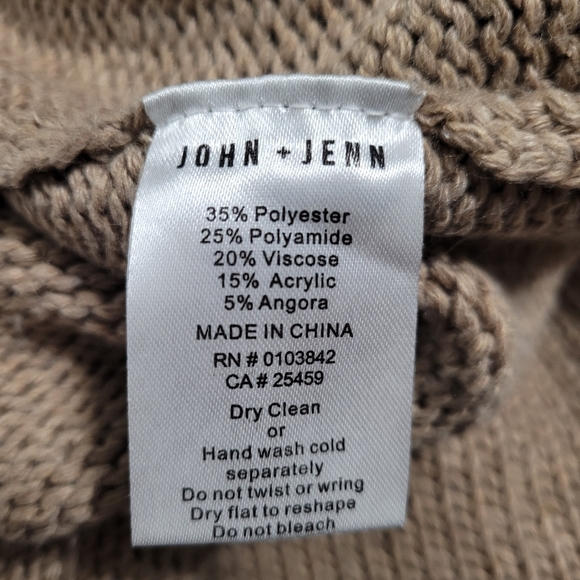 JOHN + JENN
35% Polyester
25% Polyamide
20% Viscose
15% Acrylic
5% Angora
MADE IN CHINA
RN # 0103842
CA # 25459
Dry Clean
or
Hand wash cold
separately
Do not twist or wring
Dry flat to reshape
Do not bleach